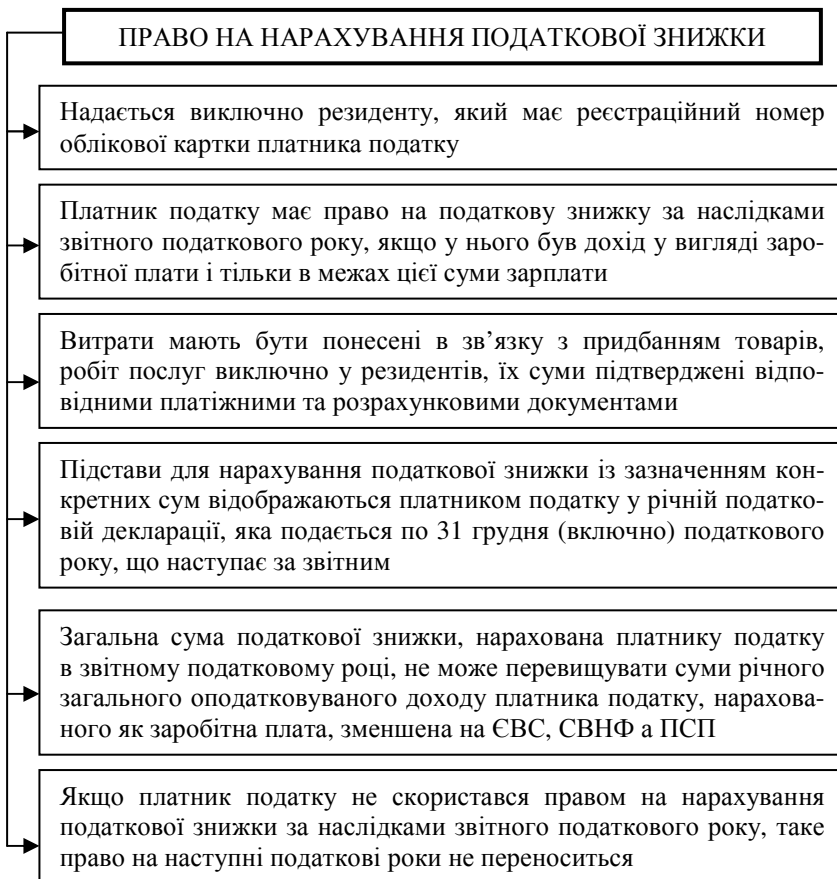 ПРАВО НА НАРАХУВАННЯ ПОДАТКОВОЇ ЗНИЖКИ
Надається виключно резиденту, який має реєстраційний номер
облікової картки платника податку
Платник податку має право на податкову знижку за наслідками
звітного податкового року, якщо у нього був дохід у вигляді заро-
бітної плати і тільки в межах цієї суми зарплати
Витрати мають бути понесені в зв’язку з придбанням товарів,
робіт послуг виключно у резидентів, їх суми підтверджені відпо-
відними платіжними та розрахунковими документами
Підстави для нарахування податкової знижки із зазначенням кон-
кретних сум відображаються платником податку у річній податко-
вій декларації, яка подається по 31 грудня (включно) податкового
року, що наступає за звітним
Загальна сума податкової знижки, нарахована платнику податку
в звітному податковому році, не може перевищувати суми річного
загального оподатковуваного доходу платника податку, нарахова-
ного як заробітна плата, зменшена на ЄВС, СВНФ а ПСП
Якщо платник податку не скористався правом на нарахування
податкової знижки за наслідками звітного податкового року, таке
право на наступні податкові роки не переноситься